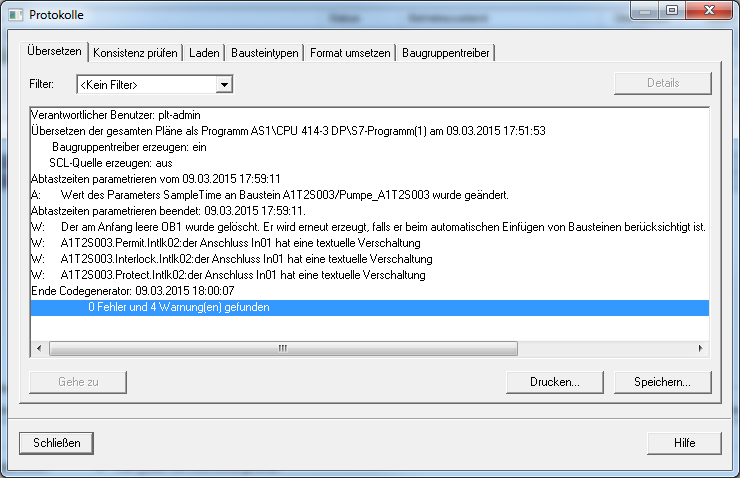 Protokolle
Übersetzen Konsistenz prüfen Laden Bausteintypen Format umsetzen Baugruppentreiber
Filter: <Kein Filter> Details
Verantwortlicher Benutzer: plt-admin
Übersetzen der gesamten Pläne als Programm AS1\CPU 414-3 DP\S7-Programm(1) am 09.03.2015 17:51:53
Baugruppentreiber erzeugen: ein
SCL-Quelle erzeugen: aus
Abtastzeiten parametrieren vom 09.03.2015 17:59:11
A: Wert des Parameters SampleTime an Baustein A1T2S003/Pumpe_A1T2S003 wurde geändert.
Abtastzeiten parametrieren beendet: 09.03.2015 17:59:11.
W: Der am Anfang leere OB1 wurde gelöscht. Er wird erneut erzeugt, falls er beim automatischen Einfügen von Bausteinen berücksichtigt ist.
W: A1T2S003.Permit.Intlk02:der Anschluss In01 hat eine textuelle Verschaltung
W: A1T2S003.Interlock.Intlk02:der Anschluss In01 hat eine textuelle Verschaltung
W: A1T2S003.Protect.Intlk02:der Anschluss In01 hat eine textuelle Verschaltung
Ende Codegenerator: 09.03.2015 18:00:07
0 Fehler und 4 Warnung(en) gefunden
Gehe zu Drucken... Speichern...
Schließen Hilfe